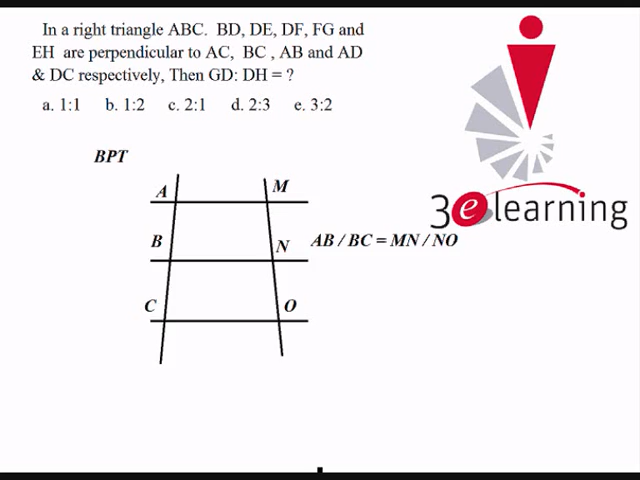 In a right triangle ABC. BD, DE, DF, FG and
EH are perpendicular to AC, BC , AB and AD
& DC respectively, Then GD: DH = ?
a. 1:1 b. 1:2 c. 2:1 d. 2:3 e. 3:2
BPT
A M
B N AB / BC = MN / NO
C O
3elearning